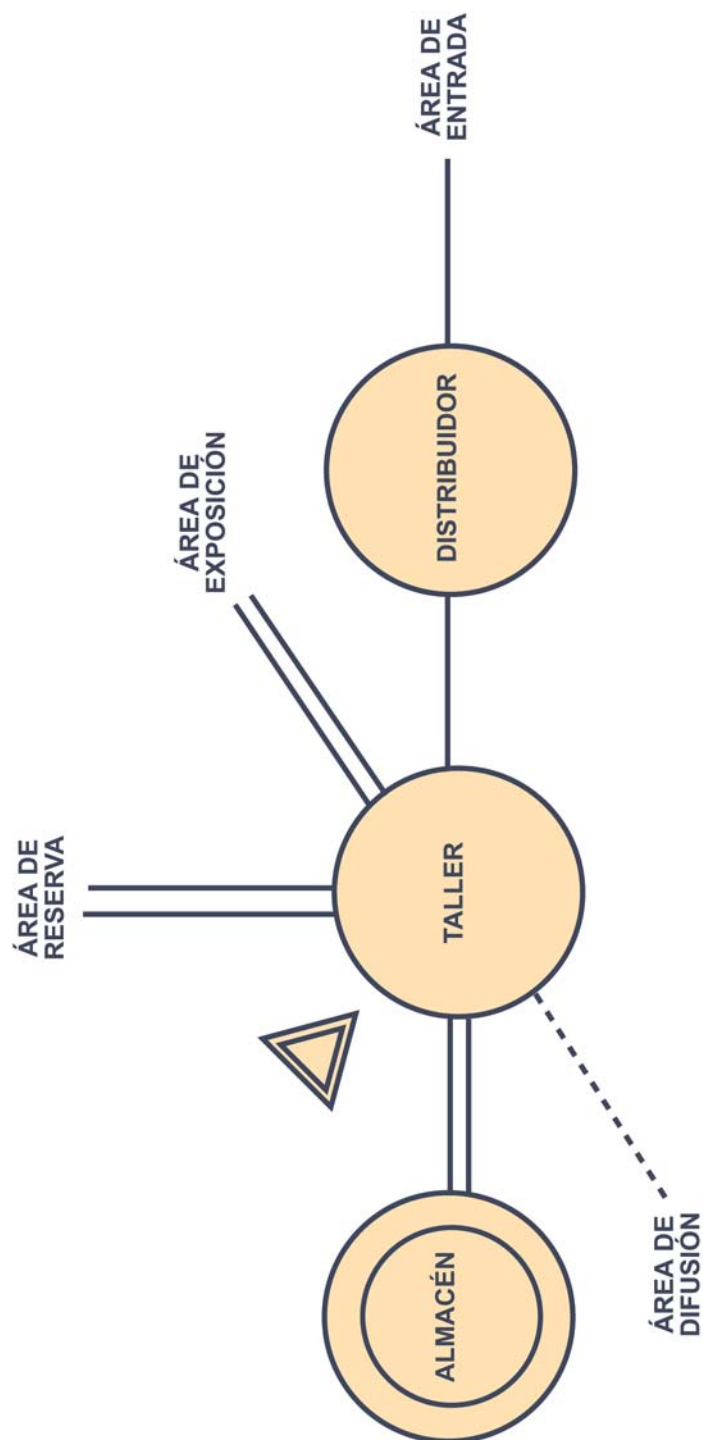 ÁREA DE
RESERVA
ÁREA DE
EXPOSICIÓN
ÁREA DE
ENTRADA
ALMACÉN
TALLER
DISTRIBUIDOR
ÁREA DE
DIFUSIÓN